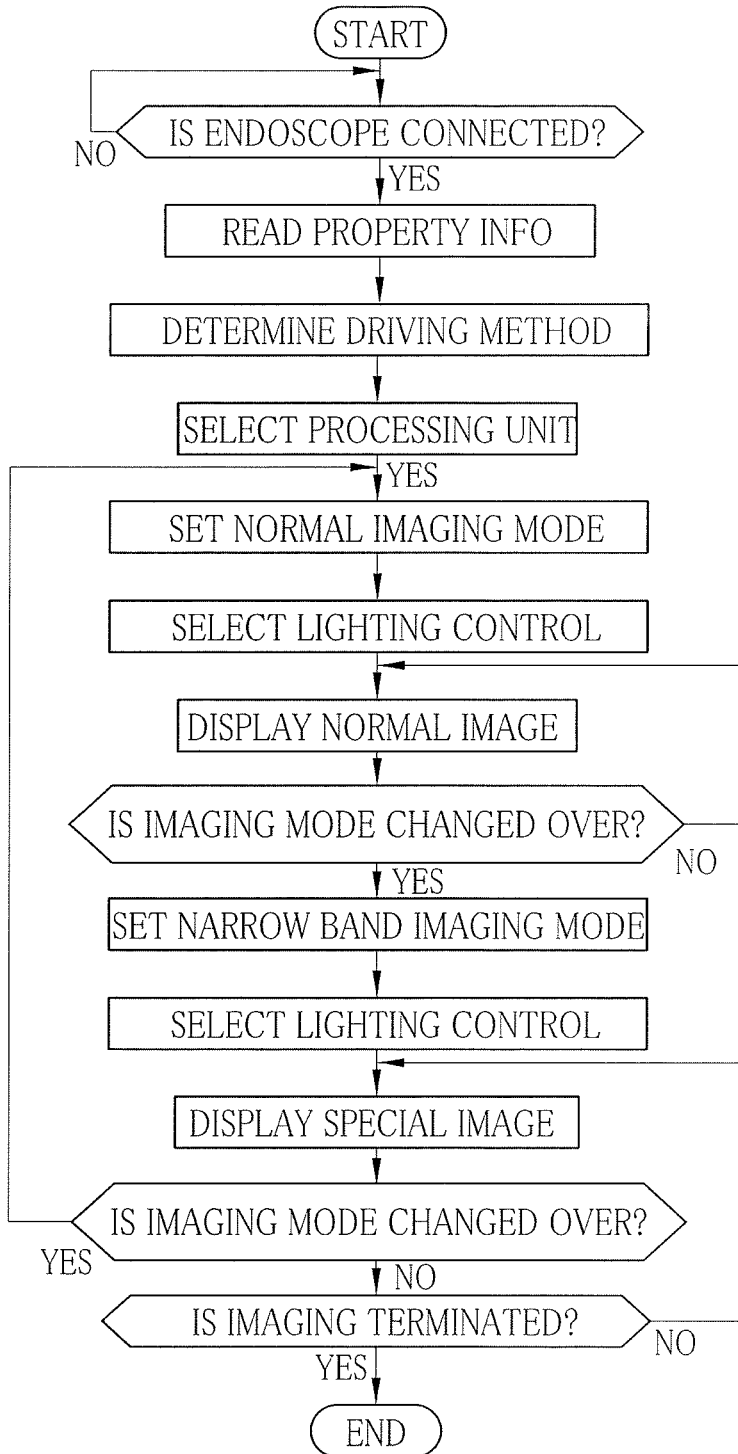 START
IS ENDOSCOPE CONNECTED?
NO
YES
READ PROPERTY INFO
DETERMINE DRIVING METHOD
SELECT PROCESSING UNIT
YES
SET NORMAL IMAGING MODE
SELECT LIGHTING CONTROL
DISPLAY NORMAL IMAGE
IS IMAGING MODE CHANGED OVER?
NO
YES
SET NARROW BAND IMAGING MODE
SELECT LIGHTING CONTROL
DISPLAY SPECIAL IMAGE
IS IMAGING MODE CHANGED OVER?
YES
NO
IS IMAGING TERMINATED?
NO
YES
END